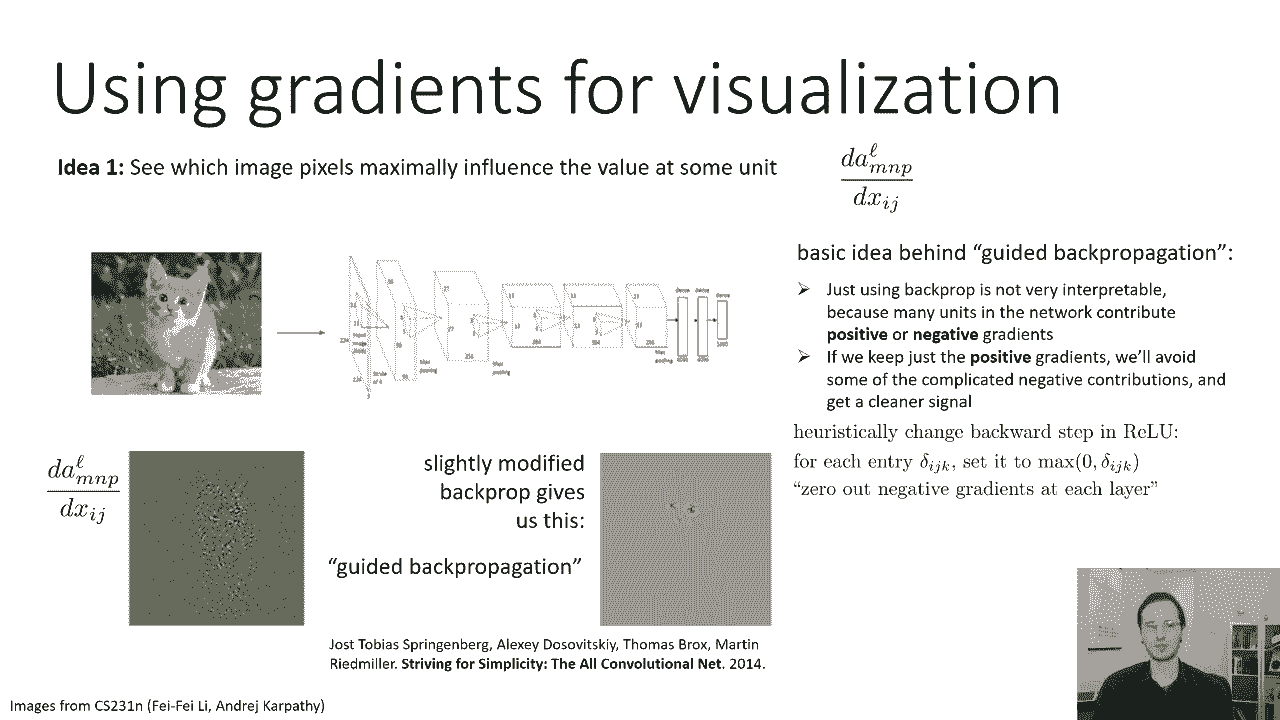 Using gradients for visualization
Idea 1: See which image pixels maximally influence the value at some unit
da^ℓ_{mnp}
dx_{ij}
basic idea behind “guided backpropagation”:
➢ Just using backprop is not very interpretable,
because many units in the network contribute
positive or negative gradients
➢ If we keep just the positive gradients, we’ll avoid
some of the complicated negative contributions, and
get a cleaner signal
heuristically change backward step in ReLU:
for each entry δ_{ijk}, set it to max(0, δ_{ijk})
“zero out negative gradients at each layer”
da^ℓ_{mnp}
dx_{ij}
slightly modified
backprop gives
us this:
“guided backpropagation”
Jost Tobias Springenberg, Alexey Dosovitskiy, Thomas Brox, Martin
Riedmiller. Striving for Simplicity: The All Convolutional Net. 2014.
Images from CS231n (Fei-Fei Li, Andrej Karpathy)